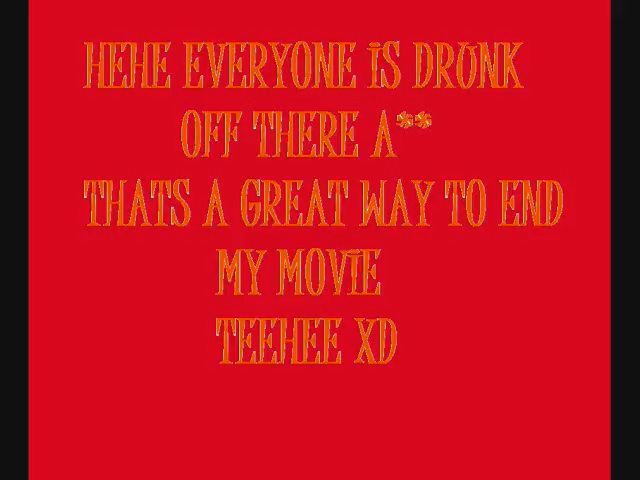 HEHE EVERYONE IS DRUNK
OFF THERE A**
THATS A GREAT WAY TO END
MY MOVIE
TEEHEE XD